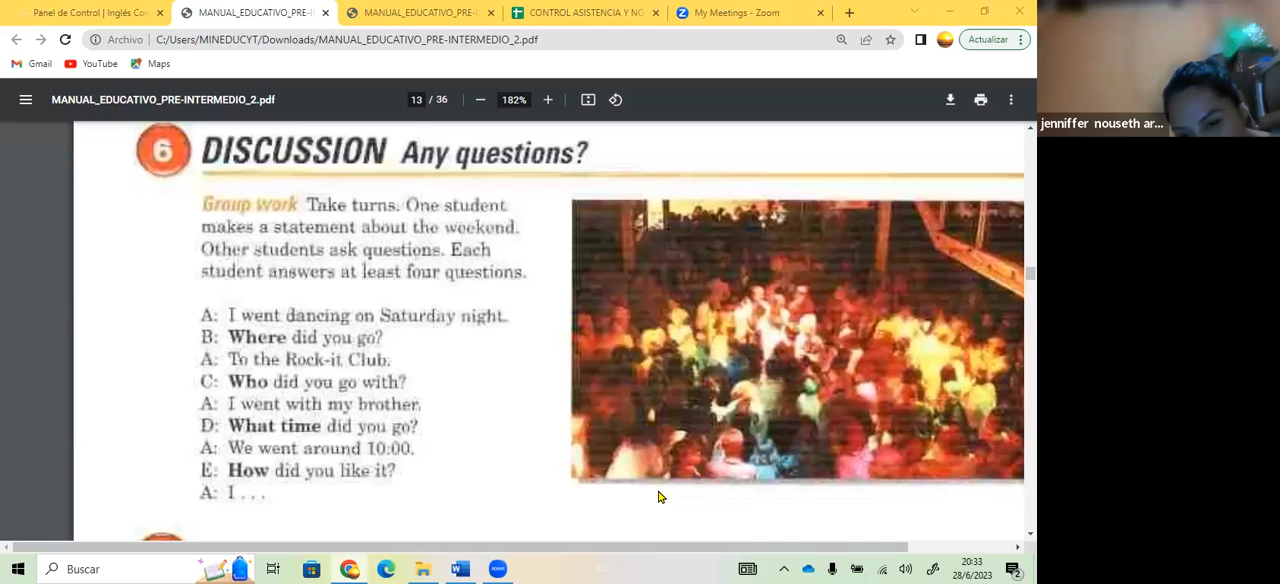 Panel de Control | Inglés Co
MANUAL_EDUCATIVO_PRE-I
MANUAL_EDUCATIVO_PRE-
CONTROL ASISTENCIA Y NO
My Meetings - Zoom
Archivo
C:/Users/MINEDUCYT/Downloads/MANUAL_EDUCATIVO_PRE-INTERMEDIO_2.pdf
Actualizar
Gmail
YouTube
Maps
MANUAL_EDUCATIVO_PRE-INTERMEDIO_2.pdf
13 / 36
182%
jenniffer nouseth ar...
6 DISCUSSION Any questions?
Group work Take turns. One student
makes a statement about the weekend.
Other students ask questions. Each
student answers at least four questions.
A: I went dancing on Saturday night.
B: Where did you go?
A: To the Rock-it Club.
C: Who did you go with?
A: I went with my brother.
D: What time did you go?
A: We went around 10:00.
E: How did you like it?
A: I . . .
Buscar
zoom
20:33
28/6/2023
2